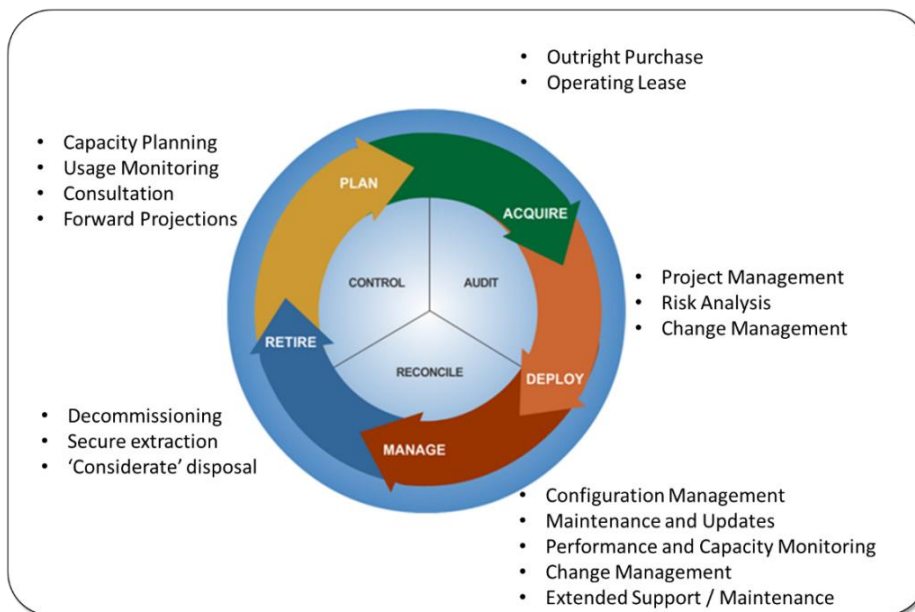 • Outright Purchase
• Operating Lease
• Capacity Planning
• Usage Monitoring
• Consultation
• Forward Projections
PLAN
ACQUIRE
CONTROL
AUDIT
• Project Management
• Risk Analysis
• Change Management
RETIRE
RECONCILE
DEPLOY
• Decommissioning
• Secure extraction
• ‘Considerate’ disposal
MANAGE
• Configuration Management
• Maintenance and Updates
• Performance and Capacity Monitoring
• Change Management
• Extended Support / Maintenance